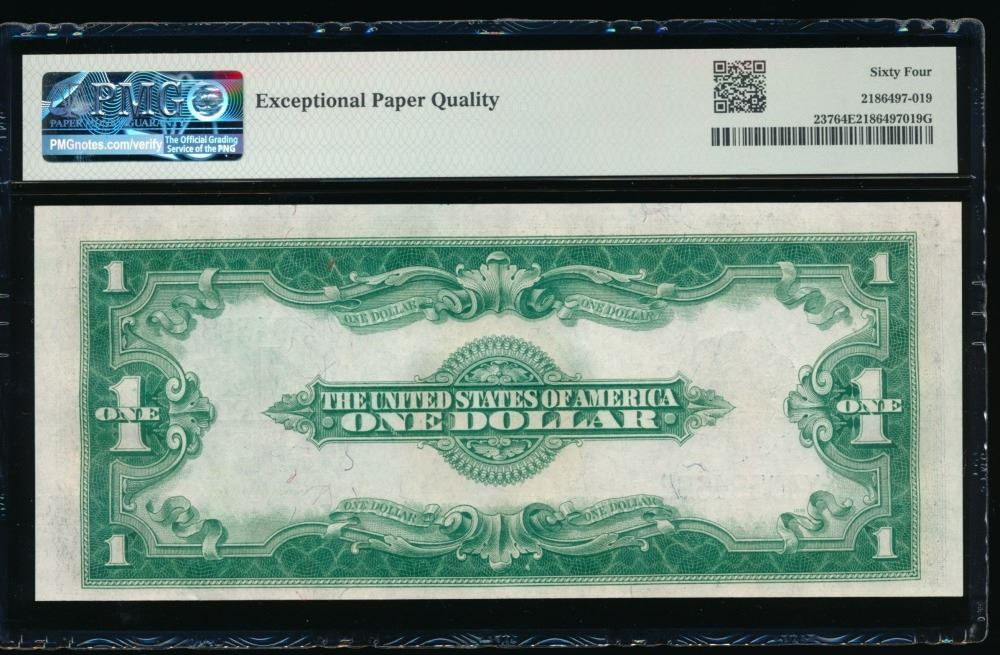 PMG
PAPER MONEY GUARANTY
PMGnotes.com/verify
The Official Grading
Service of the PNG
Exceptional Paper Quality
Sixty Four
2186497-019
23764E2186497019G
1 1
ONE DOLLAR ONE DOLLAR
THE UNITED STATES OF AMERICA
ONE DOLLAR
1 ONE 1 ONE
ONE DOLLAR ONE DOLLAR
1 1